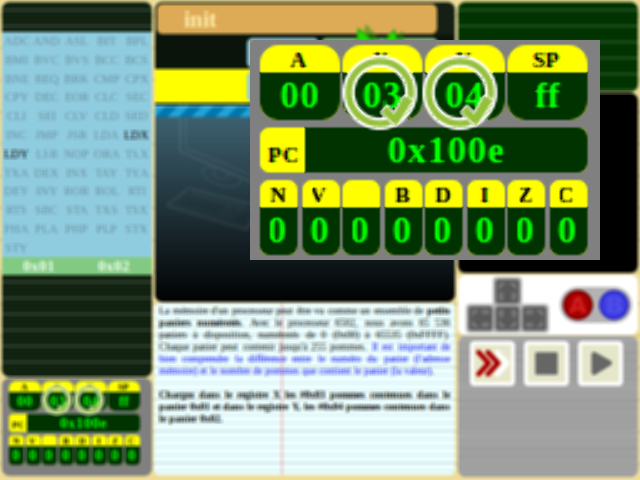 init
ADC AND ASL BIT BPL
BMI BVC BVS BCC BCS
BNE BEQ BRK CMP CPX
CPY DEC EOR CLC SEC
CLI SEI CLV CLD SED
INC JMP JSR LDA LDX
LDY LSR NOP ORA TAX
TXA DEX INX TAY TYA
DEY INY ROR ROL RTI
RTS SBC STA TXS TSX
PHA PLA PHP PLP STX
STY
0x01 0x02
A X Y SP
00 03 04 ff
PC 0x100e
N V B D I Z C
0 0 0 0 0 0 0 0
A B
La mémoire d'un processeur peut être vu comme un ensemble de petits
paniers numérotés. Avec le processeur 6502, nous avons 65 536
paniers à disposition, numérotés de 0 (0x00) à 65535 (0xFFFF).
Chaque panier peut contenir jusqu'à 255 pommes. Il est important de
bien comprendre la différence entre le numéro du panier (l'adresse
mémoire) et le nombre de pommes que contient le panier (la valeur).
Charger dans le registre X les #0x03 pommes contenues dans le
panier 0x01 et dans le registre Y, les #0x04 pommes contenues dans
le panier 0x02.
A SP
00 03 04 ff
PC 0x100e
N V B D I Z C
0 0 0 0 0 0 0 0